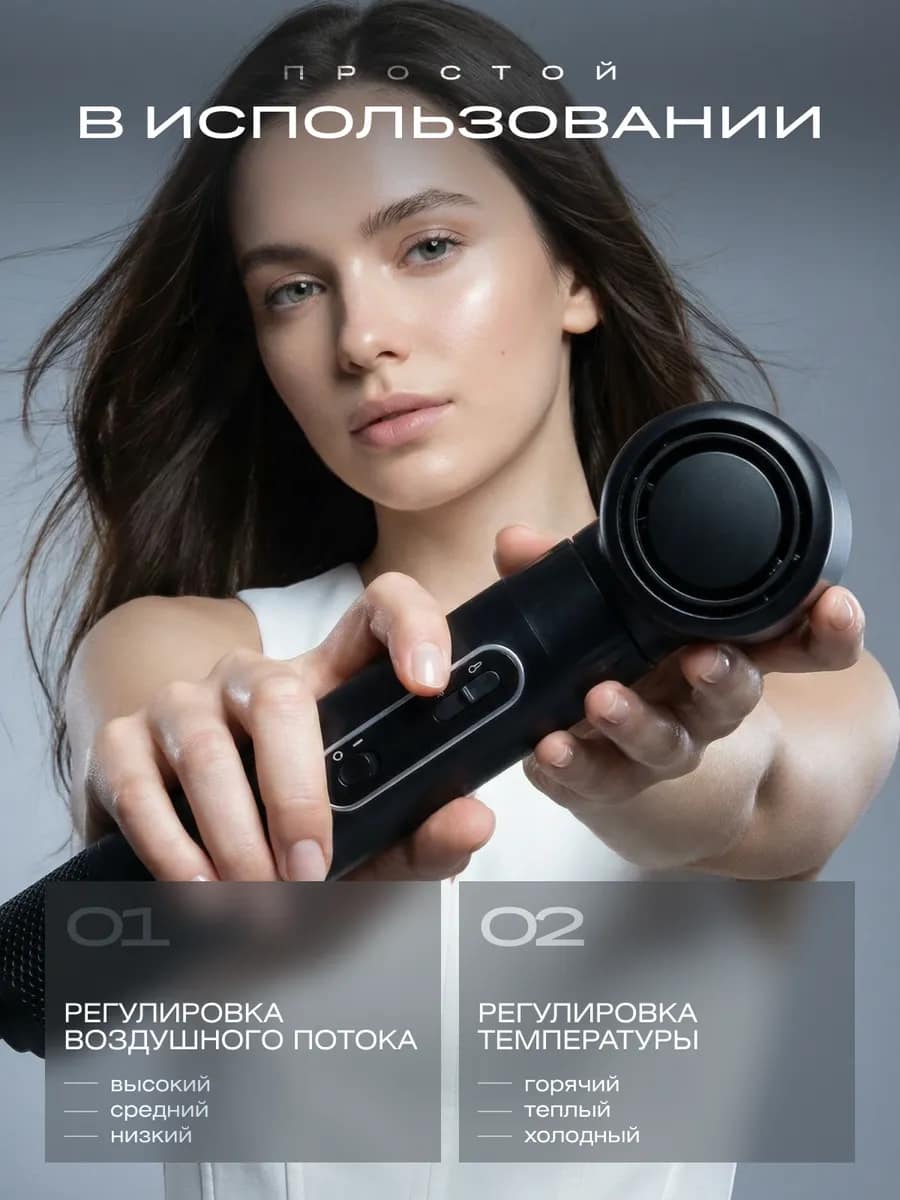 ПРОСТОЙ
В ИСПОЛЬЗОВАНИИ
01
РЕГУЛИРОВКА
ВОЗДУШНОГО ПОТОКА
высокий
средний
низкий
02
РЕГУЛИРОВКА
ТЕМПЕРАТУРЫ
горячий
теплый
холодный